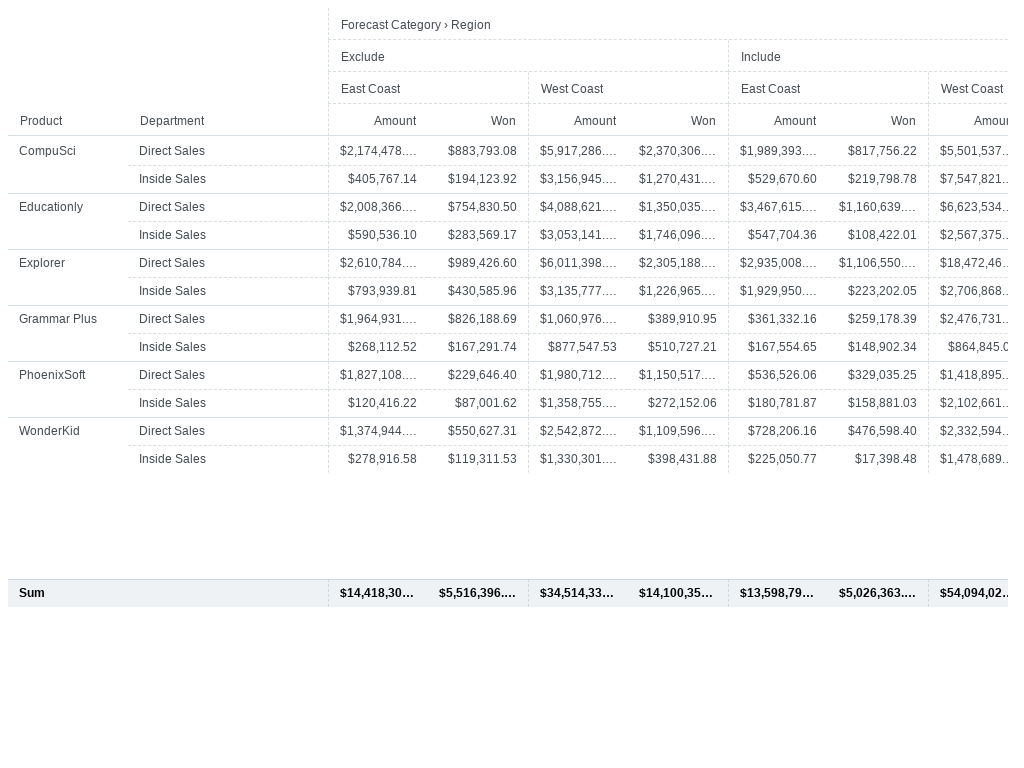 Forecast Category › Region
Exclude Include
East Coast West Coast East Coast West Coast
Product Department Amount Won Amount Won Amount Won Amour
CompuSci Direct Sales $2,174,478.… $883,793.08 $5,917,286.… $2,370,306.… $1,989,393.… $817,756.22 $5,501,537..
Inside Sales $405,767.14 $194,123.92 $3,156,945.… $1,270,431.… $529,670.60 $219,798.78 $7,547,821..
Educationly Direct Sales $2,008,366.… $754,830.50 $4,088,621.… $1,350,035.… $3,467,615.… $1,160,639.… $6,623,534..
Inside Sales $590,536.10 $283,569.17 $3,053,141.… $1,746,096.… $547,704.36 $108,422.01 $2,567,375..
Explorer Direct Sales $2,610,784.… $989,426.60 $6,011,398.… $2,305,188.… $2,935,008.… $1,106,550.… $18,472,46..
Inside Sales $793,939.81 $430,585.96 $3,135,777.… $1,226,965.… $1,929,950.… $223,202.05 $2,706,868..
Grammar Plus Direct Sales $1,964,931.… $826,188.69 $1,060,976.… $389,910.95 $361,332.16 $259,178.39 $2,476,731..
Inside Sales $268,112.52 $167,291.74 $877,547.53 $510,727.21 $167,554.65 $148,902.34 $864,845.0
PhoenixSoft Direct Sales $1,827,108.… $229,646.40 $1,980,712.… $1,150,517.… $536,526.06 $329,035.25 $1,418,895..
Inside Sales $120,416.22 $87,001.62 $1,358,755.… $272,152.06 $180,781.87 $158,881.03 $2,102,661..
WonderKid Direct Sales $1,374,944.… $550,627.31 $2,542,872.… $1,109,596.… $728,206.16 $476,598.40 $2,332,594..
Inside Sales $278,916.58 $119,311.53 $1,330,301.… $398,431.88 $225,050.77 $17,398.48 $1,478,689..
Sum $14,418,30… $5,516,396.… $34,514,33… $14,100,35… $13,598,79… $5,026,363.… $54,094,02..